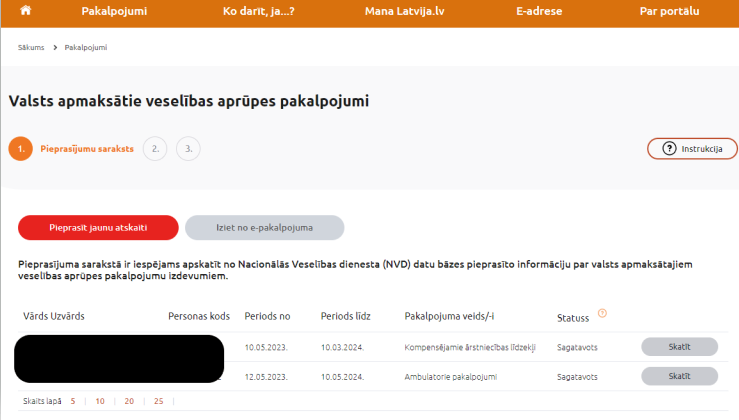 Pakalpojumi Ko darīt, ja...? Mana Latvija.lv E-adrese Par portālu
Sākums > Pakalpojumi
Valsts apmaksātie veselības aprūpes pakalpojumi
1. Pieprasījumu saraksts 2. 3. ? Instrukcija
Pieprasīt jaunu atskaiti Iziet no e-pakalpojuma
Pieprasījuma sarakstā ir iespējams apskatīt no Nacionālās Veselības dienesta (NVD) datu bāzes pieprasīto informāciju par valsts apmaksātajiem
veselības aprūpes pakalpojumu izdevumiem.
Vārds Uzvārds Personas kods Periods no Periods līdz Pakalpojuma veids/-i Statuss ?
10.05.2023. 10.03.2024. Kompensējamie ārstniecības līdzekļi Sagatavots Skatīt
12.05.2023. 10.05.2024. Ambulatorie pakalpojumi Sagatavots Skatīt
Skaits lapā 5 | 10 | 20 | 25 |